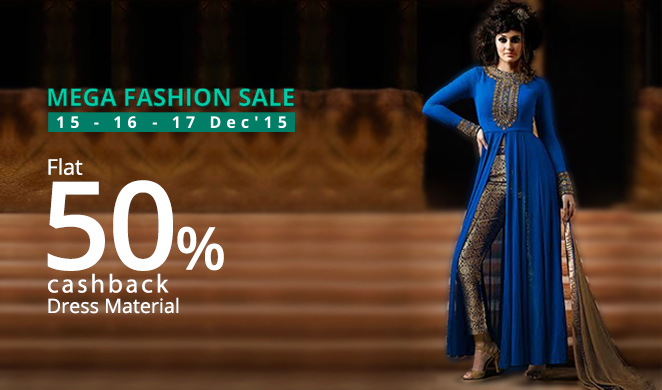 MEGA FASHION SALE
15 - 16 - 17 Dec'15
Flat
50%
cashback
Dress Material